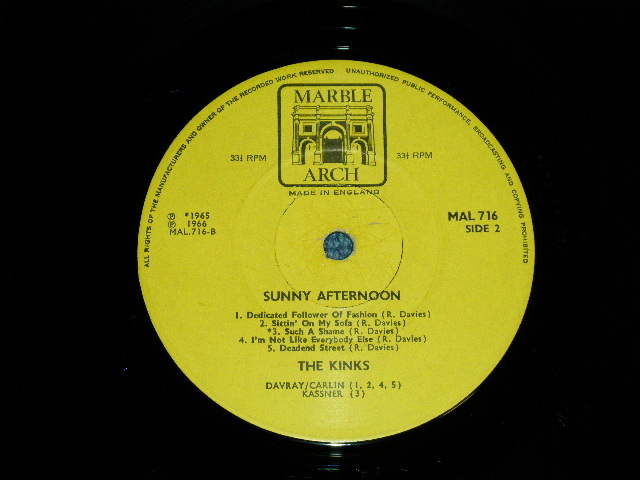 ALL RIGHTS OF THE MANUFACTURERS AND OWNER OF THE RECORDED WORK RESERVED
UNAUTHORIZED PUBLIC PERFORMANCE, BROADCASTING AND COPYING PROHIBITED
MARBLE
33⅓ RPM
33⅓ RPM
ARCH
MADE IN ENGLAND
℗ *1965
℗ 1966
MAL.716-B
MAL 716
SIDE 2
SUNNY AFTERNOON
1. Dedicated Follower Of Fashion (R. Davies)
2. Sittin' On My Sofa (R. Davies)
*3. Such A Shame (R. Davies)
4. I'm Not Like Everybody Else (R. Davies)
5. Deadend Street (R. Davies)
THE KINKS
DAVRAY/CARLIN (1, 2, 4, 5)
KASSNER (3)